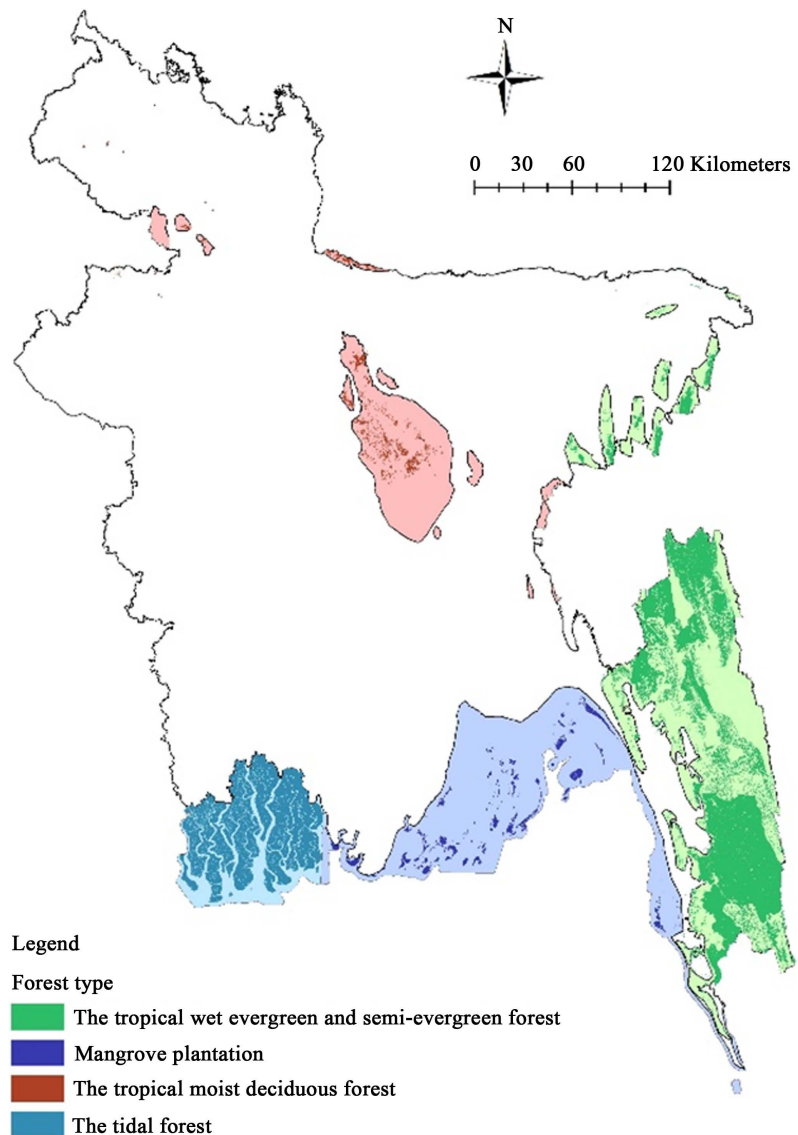 N
0 30 60 120 Kilometers
Legend
Forest type
The tropical wet evergreen and semi-evergreen forest
Mangrove plantation
The tropical moist deciduous forest
The tidal forest